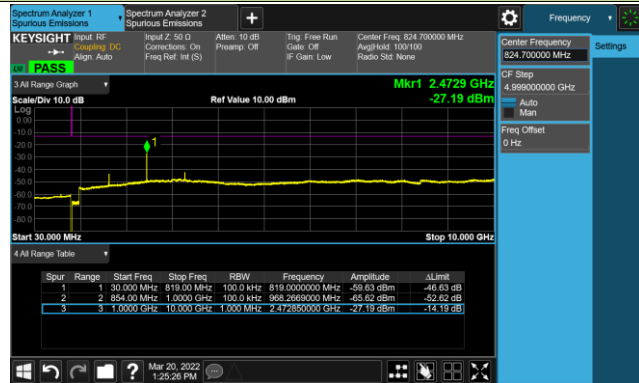 Spectrum Analyzer 1
Spurious Emissions
Spectrum Analyzer 2
Spurious Emissions
+
Frequency
KEYSIGHT
Input: RF
Coupling: DC
Align: Auto
Input Z: 50 Ω
Corrections: On
Freq Ref: Int (S)
Atten: 10 dB
Preamp: Off
Trig: Free Run
Gate: Off
IF Gain: Low
Center Freq: 824.700000 MHz
Avg|Hold: 100/100
Radio Std: None
PASS
Center Frequency
824.700000 MHz
Settings
CF Step
4.999000000 GHz
Auto
Man
Freq Offset
0 Hz
3 All Range Graph
Mkr1 2.4729 GHz
-27.19 dBm
Scale/Div 10.0 dB
Ref Value 10.00 dBm
Log
0.00
-10.0
-20.0
-30.0
-40.0
-50.0
-60.0
-70.0
-80.0
1
Start 30.000 MHz
Stop 10.000 GHz
4 All Range Table
Spur Range Start Freq Stop Freq RBW Frequency Amplitude ΔLimit
1 1 30.000 MHz 819.00 MHz 100.0 kHz 819.0000000 MHz -59.63 dBm -46.63 dB
2 2 854.00 MHz 1.0000 GHz 100.0 kHz 968.2669000 MHz -65.62 dBm -52.62 dB
3 3 1.0000 GHz 10.000 GHz 1.000 MHz 2.472850000 GHz -27.19 dBm -14.19 dB
?
Mar 20, 2022
1:25:26 PM